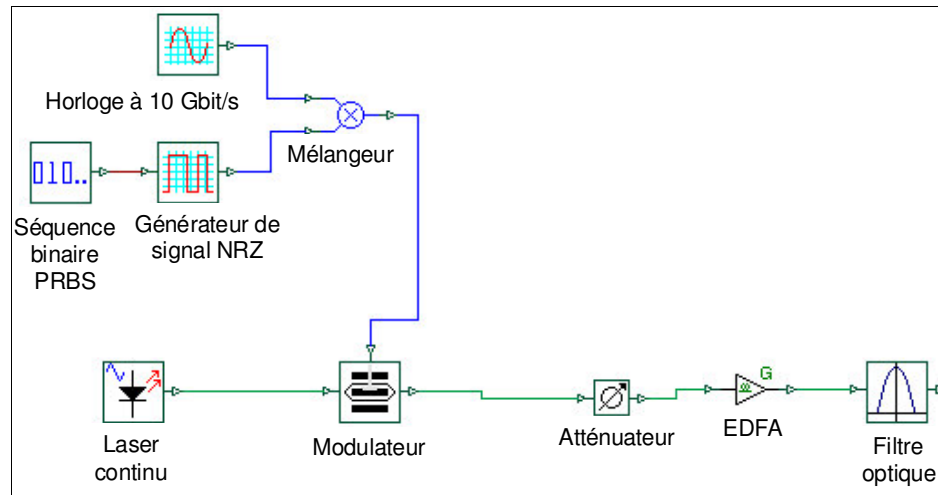 Horloge à 10 Gbit/s
Mélangeur
010..
Séquence
binaire
PRBS
Générateur de
signal NRZ
Laser
continu
Modulateur
Atténuateur
G
EDFA
Filtre
optique